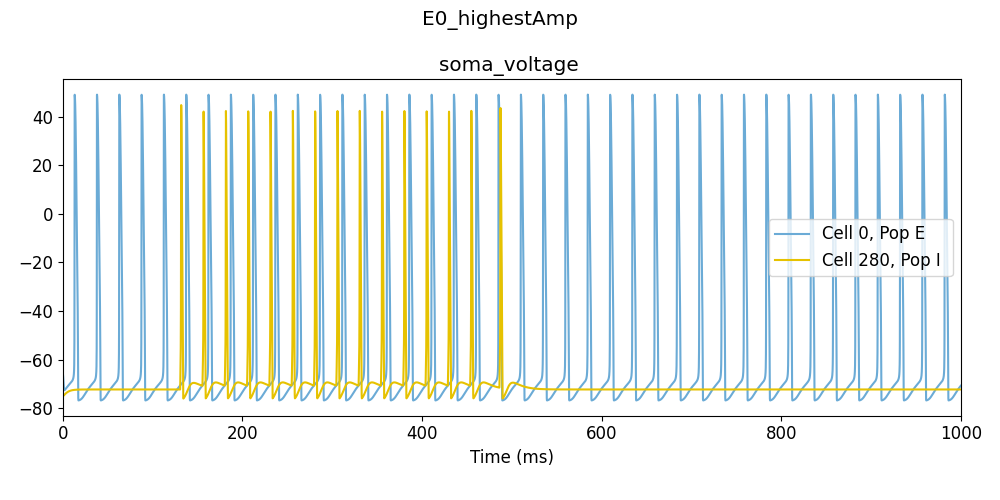 E0_highestAmp
soma_voltage
40
20
0
−20
−40
−60
−80
Cell 0, Pop E
Cell 280, Pop I
0 200 400 600 800 1000
Time (ms)